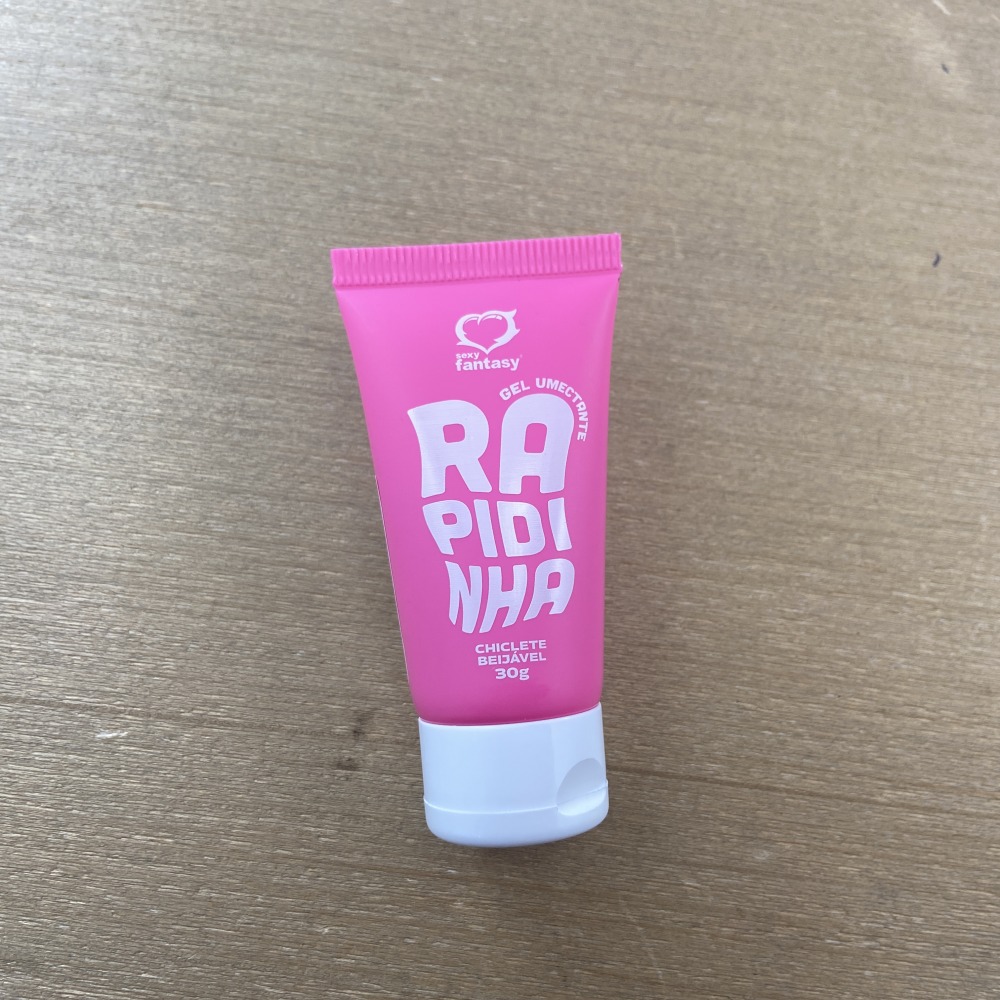 sexy
fantasy®
GEL UMECTANTE
RA
PIDI
NHA
CHICLETE
BEIJÁVEL
30g